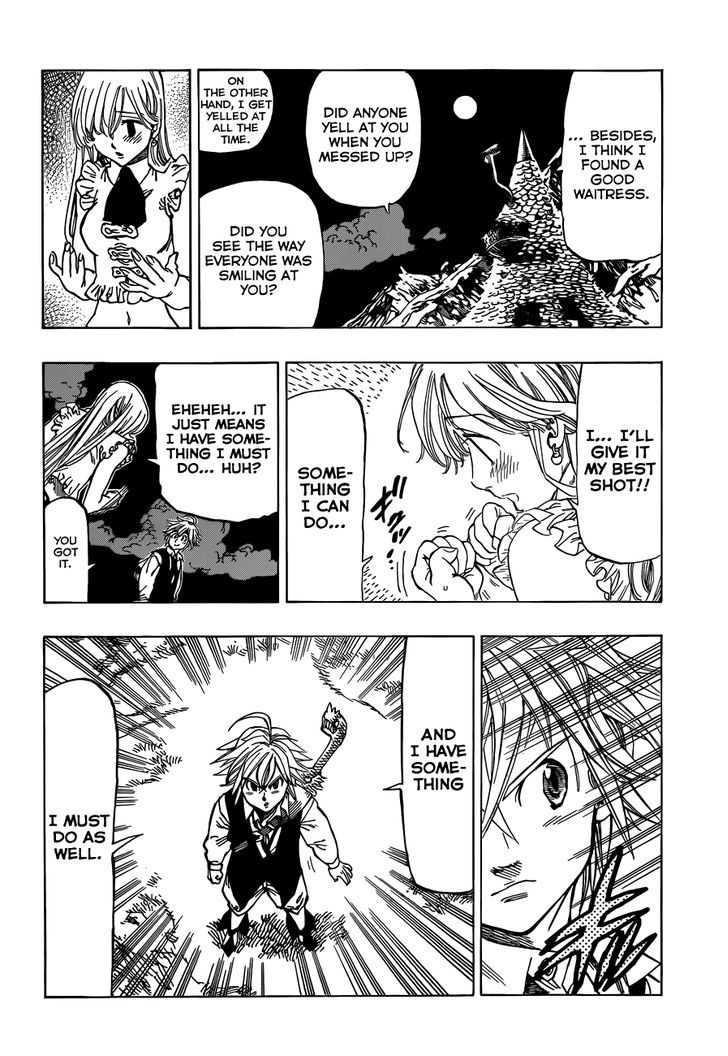 ... BESIDES,
I THINK I
FOUND A
GOOD
WAITRESS.
DID ANYONE
YELL AT YOU
WHEN YOU
MESSED UP?
ON
THE OTHER
HAND, I GET
YELLED AT
ALL THE
TIME.
DID YOU
SEE THE WAY
EVERYONE WAS
SMILING AT
YOU?
I... I'LL
GIVE IT
MY BEST
SHOT!!
SOME-
THING
I CAN
DO...
ギュッ
EHEHEH... IT
JUST MEANS
I HAVE SOME-
THING I MUST
DO... HUH?
YOU
GOT IT.
AND
I HAVE
SOME-
THING
I MUST
DO AS
WELL.